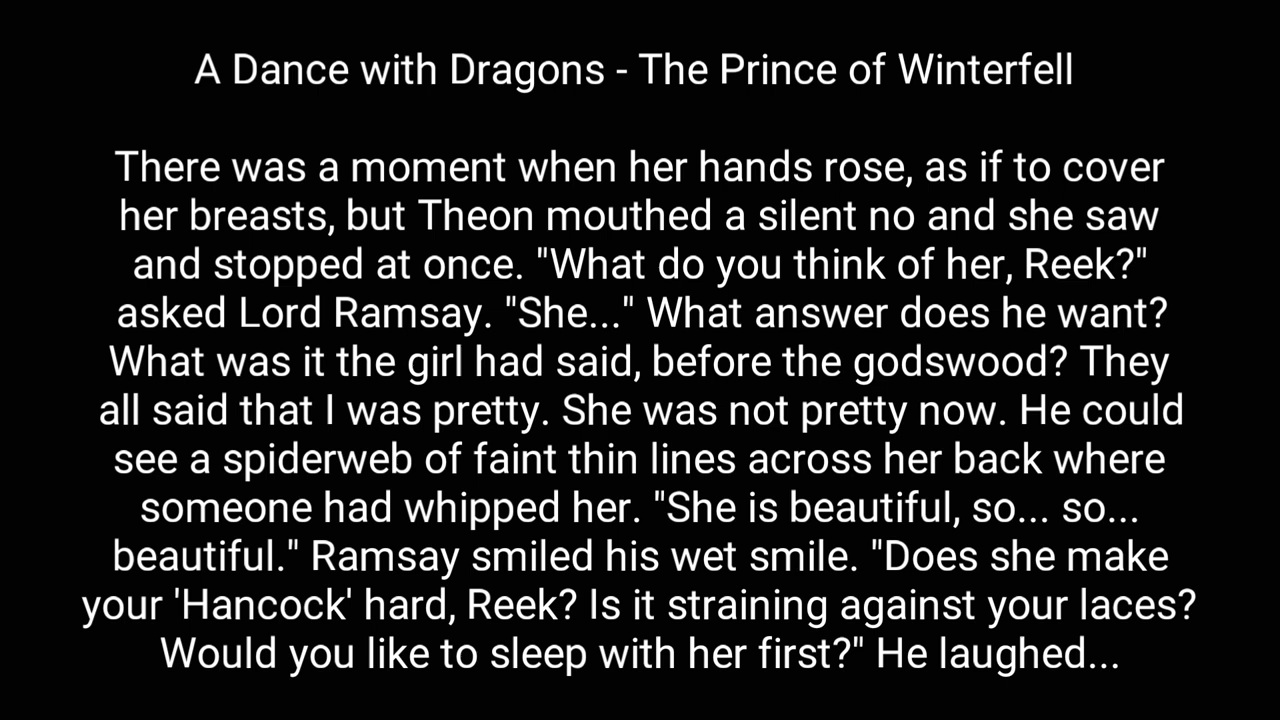 A Dance with Dragons - The Prince of Winterfell
There was a moment when her hands rose, as if to cover
her breasts, but Theon mouthed a silent no and she saw
and stopped at once. "What do you think of her, Reek?"
asked Lord Ramsay. "She..." What answer does he want?
What was it the girl had said, before the godswood? They
all said that I was pretty. She was not pretty now. He could
see a spiderweb of faint thin lines across her back where
someone had whipped her. "She is beautiful, so... so...
beautiful." Ramsay smiled his wet smile. "Does she make
your 'Hancock' hard, Reek? Is it straining against your laces?
Would you like to sleep with her first?" He laughed...